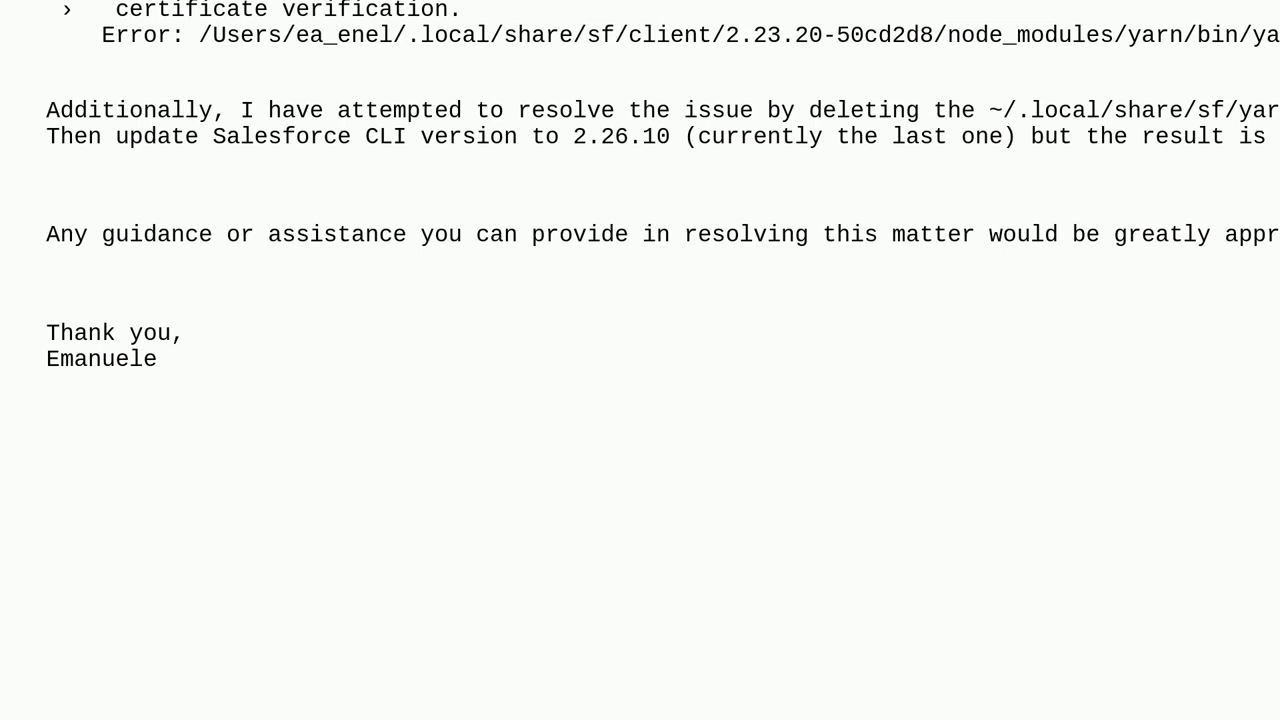 ›   certificate verification.
Error: /Users/ea_enel/.local/share/sf/client/2.23.20-50cd2d8/node_modules/yarn/bin/ya
Additionally, I have attempted to resolve the issue by deleting the ~/.local/share/sf/yar
Then update Salesforce CLI version to 2.26.10 (currently the last one) but the result is
Any guidance or assistance you can provide in resolving this matter would be greatly appr
Thank you,
Emanuele